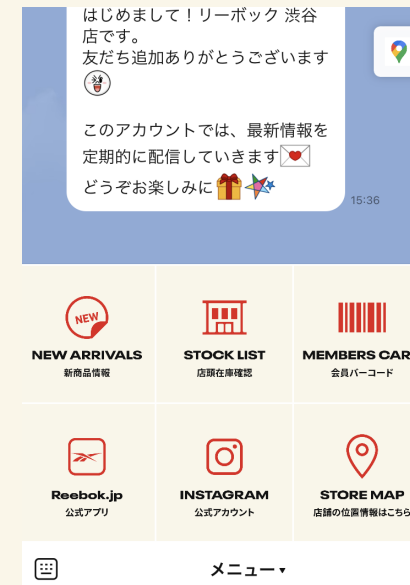 はじめまして！リーボック 渋谷
店です。
友だち追加ありがとうございます
このアカウントでは、最新情報を
定期的に配信していきます
どうぞお楽しみに
15:36
NEW
NEW ARRIVALS
新商品情報
STOCK LIST
店頭在庫確認
MEMBERS CAR
会員バーコード
Reebok.jp
公式アプリ
INSTAGRAM
公式アカウント
STORE MAP
店舗の位置情報はこちら
メニュー▾